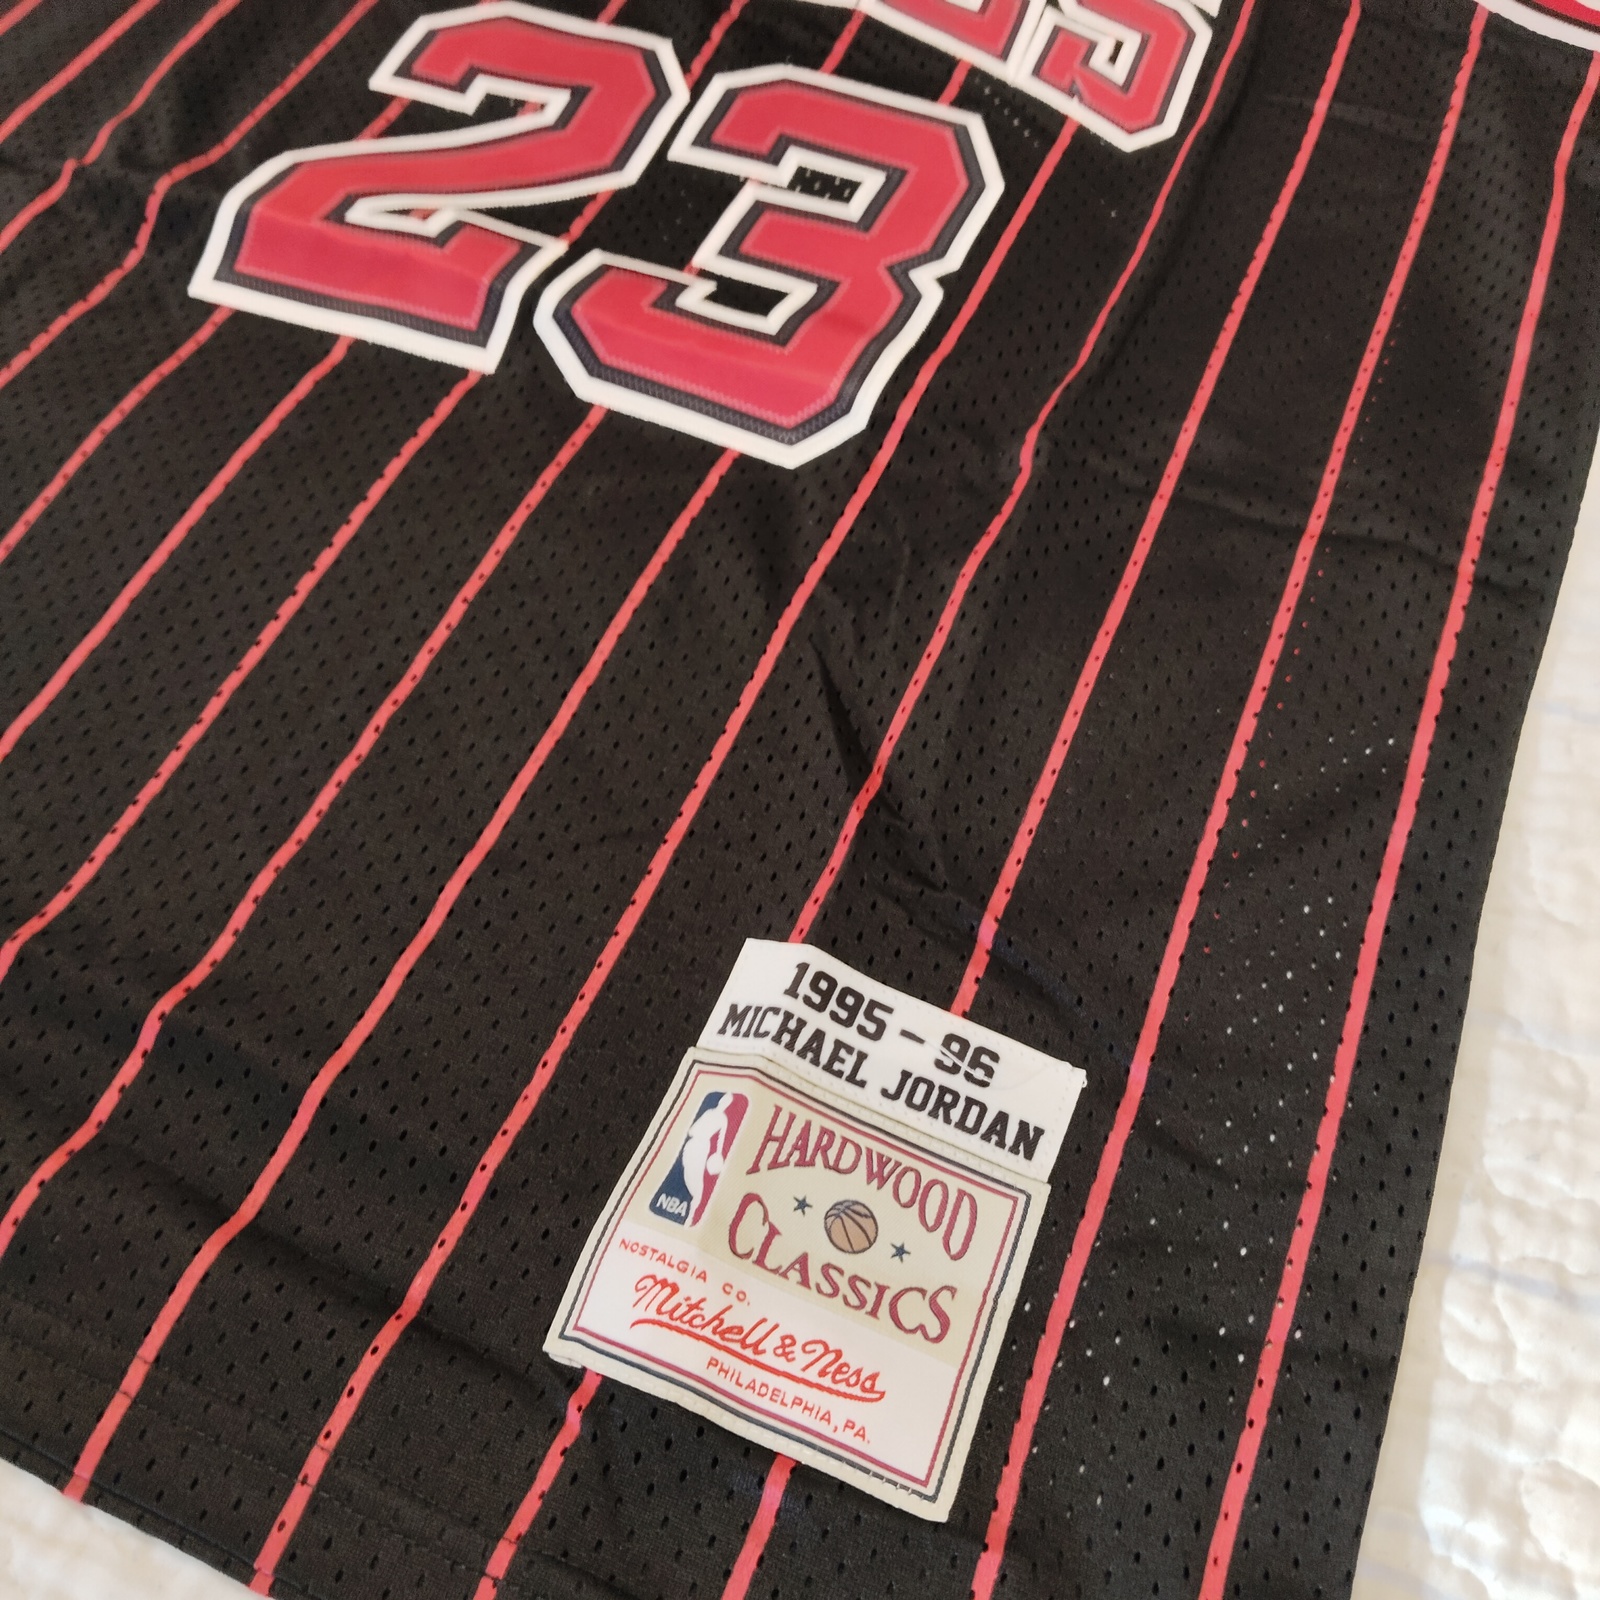 23
1995-96
MICHAEL JORDAN
HARDWOOD
CLASSICS
NBA
NOSTALGIA CO.
Mitchell & Ness
PHILADELPHIA, PA.